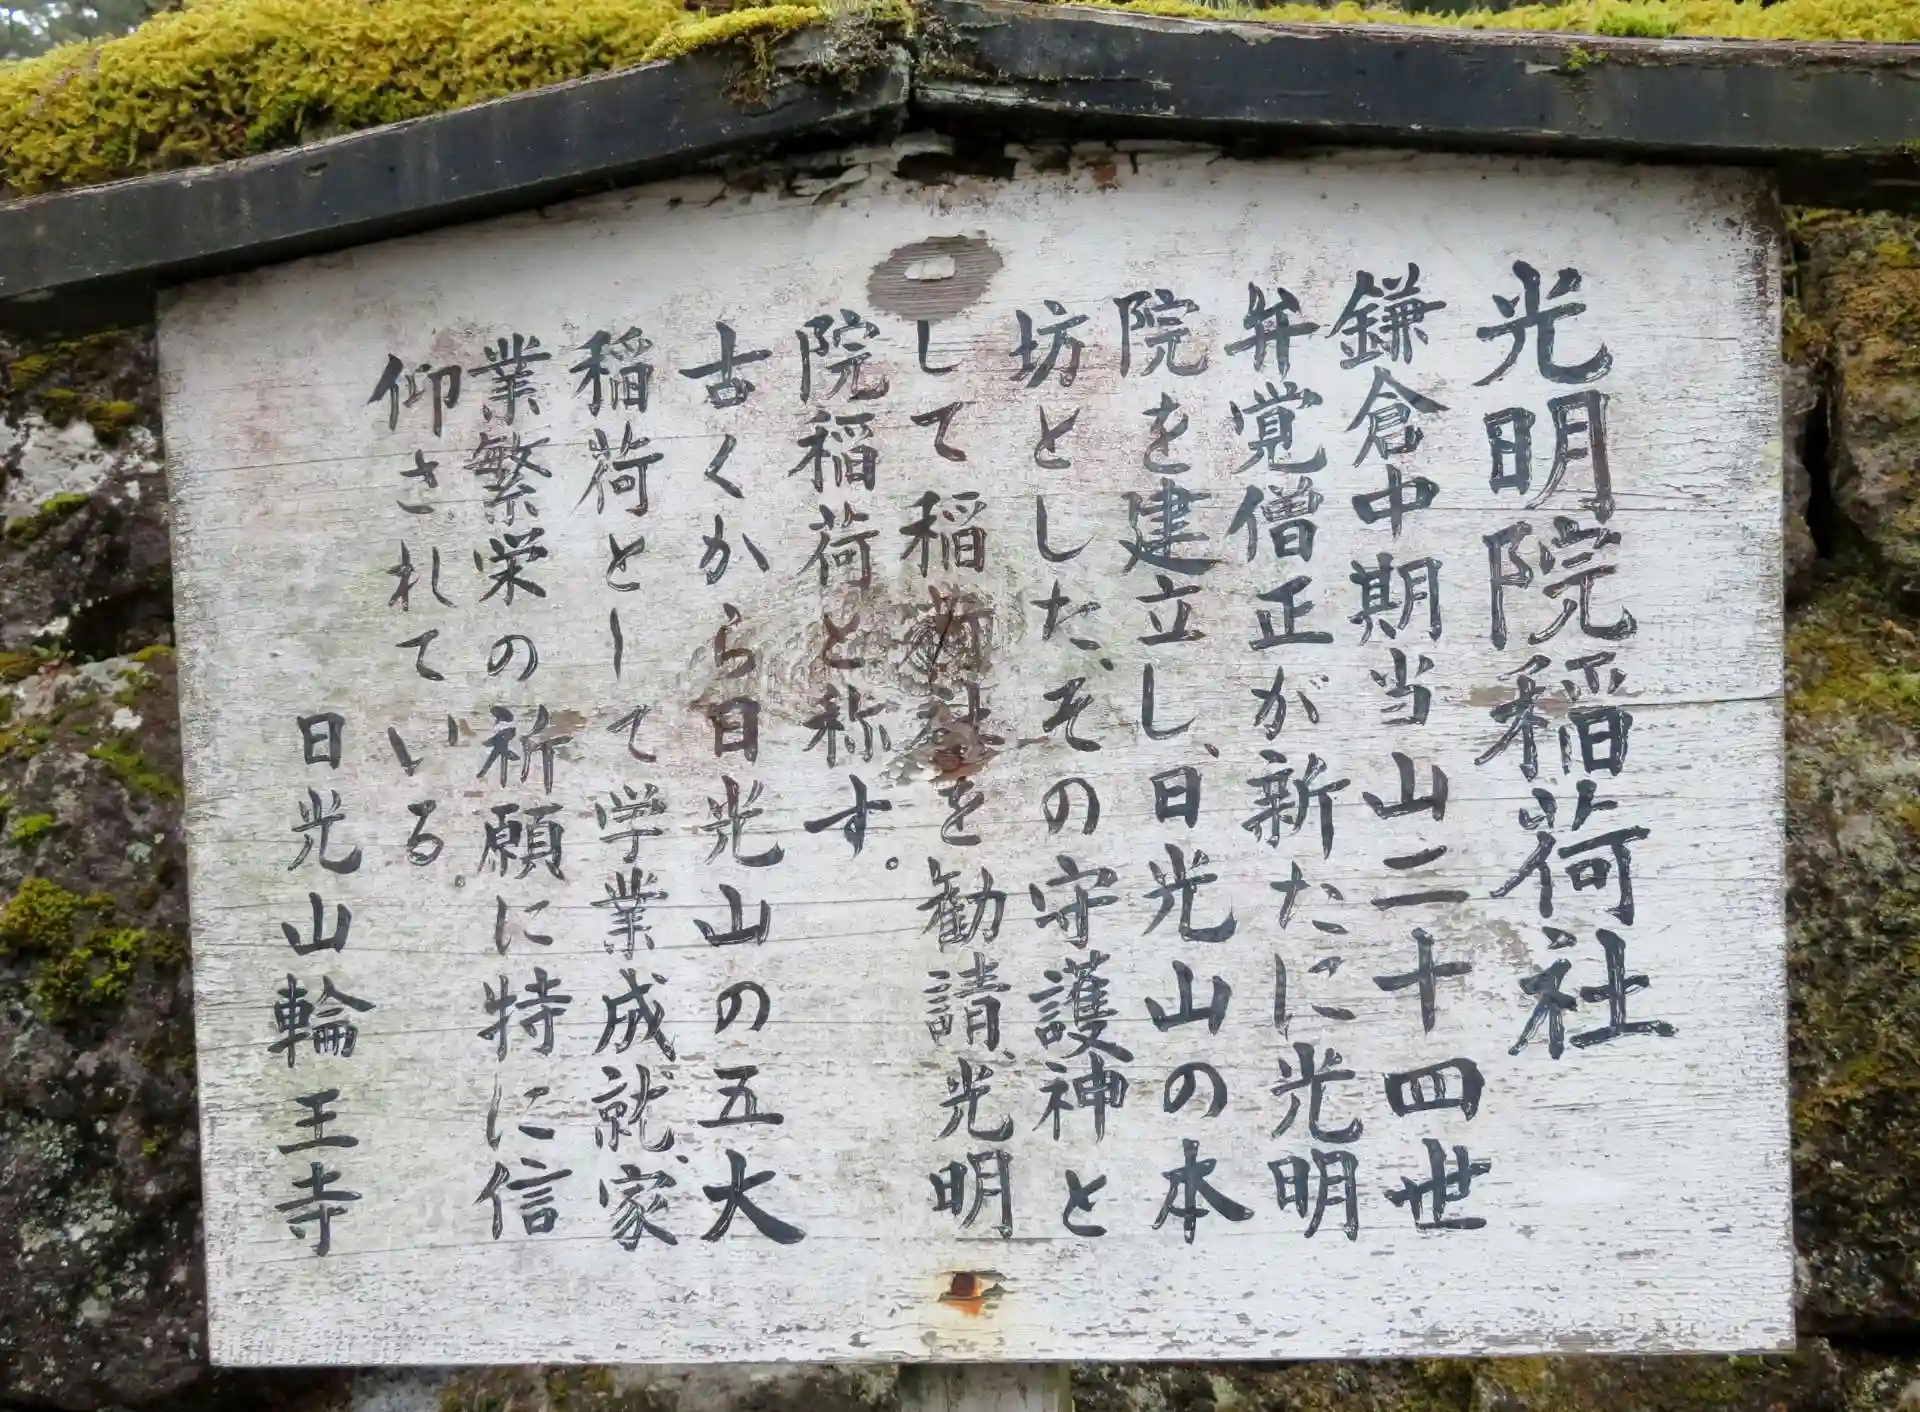 光明院稲荷社
鎌倉中期当山二十四世
弁覚僧正が新たに光明
院を建立し、日光山の本
坊とした、その守護神と
して稲荷社を勧請、光明
院稲荷と称す。
古くから日光山の五大
稲荷として学業成就、家
業繁栄の祈願に特に信
仰されている。
日光山輪王寺